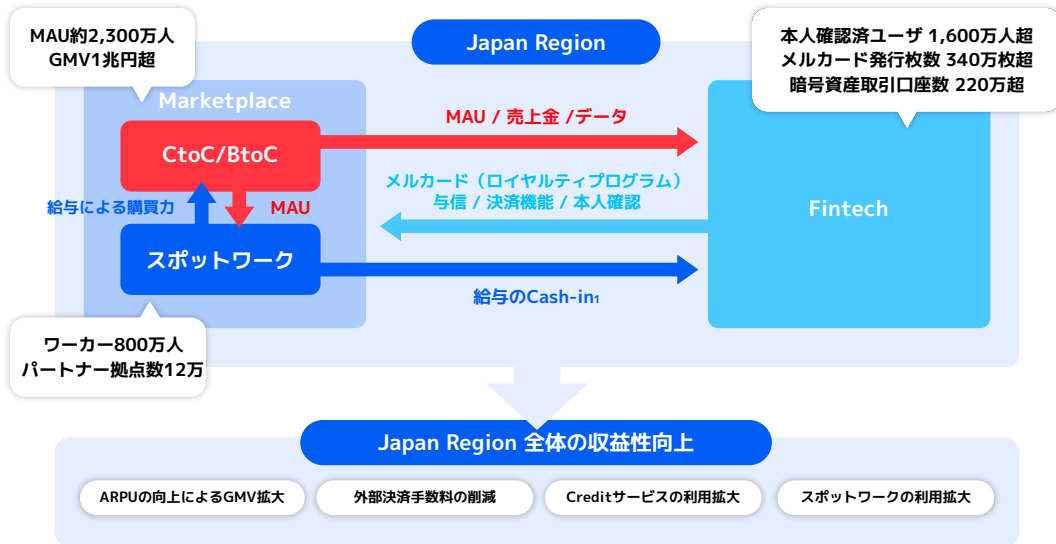 MAU約2,300万人
GMV1兆円超
Japan Region
本人確認済ユーザ 1,600万人超
メルカード発行枚数 340万枚超
暗号資産取引口座数 220万超
Marketplace
CtoC/BtoC
MAU / 売上金 /データ
メルカード（ロイヤルティプログラム）
与信 / 決済機能 / 本人確認
給与による購買力
MAU
Fintech
スポットワーク
給与のCash-in1
ワーカー800万人
パートナー拠点数12万
Japan Region 全体の収益性向上
ARPUの向上によるGMV拡大
外部決済手数料の削減
Creditサービスの利用拡大
スポットワークの利用拡大